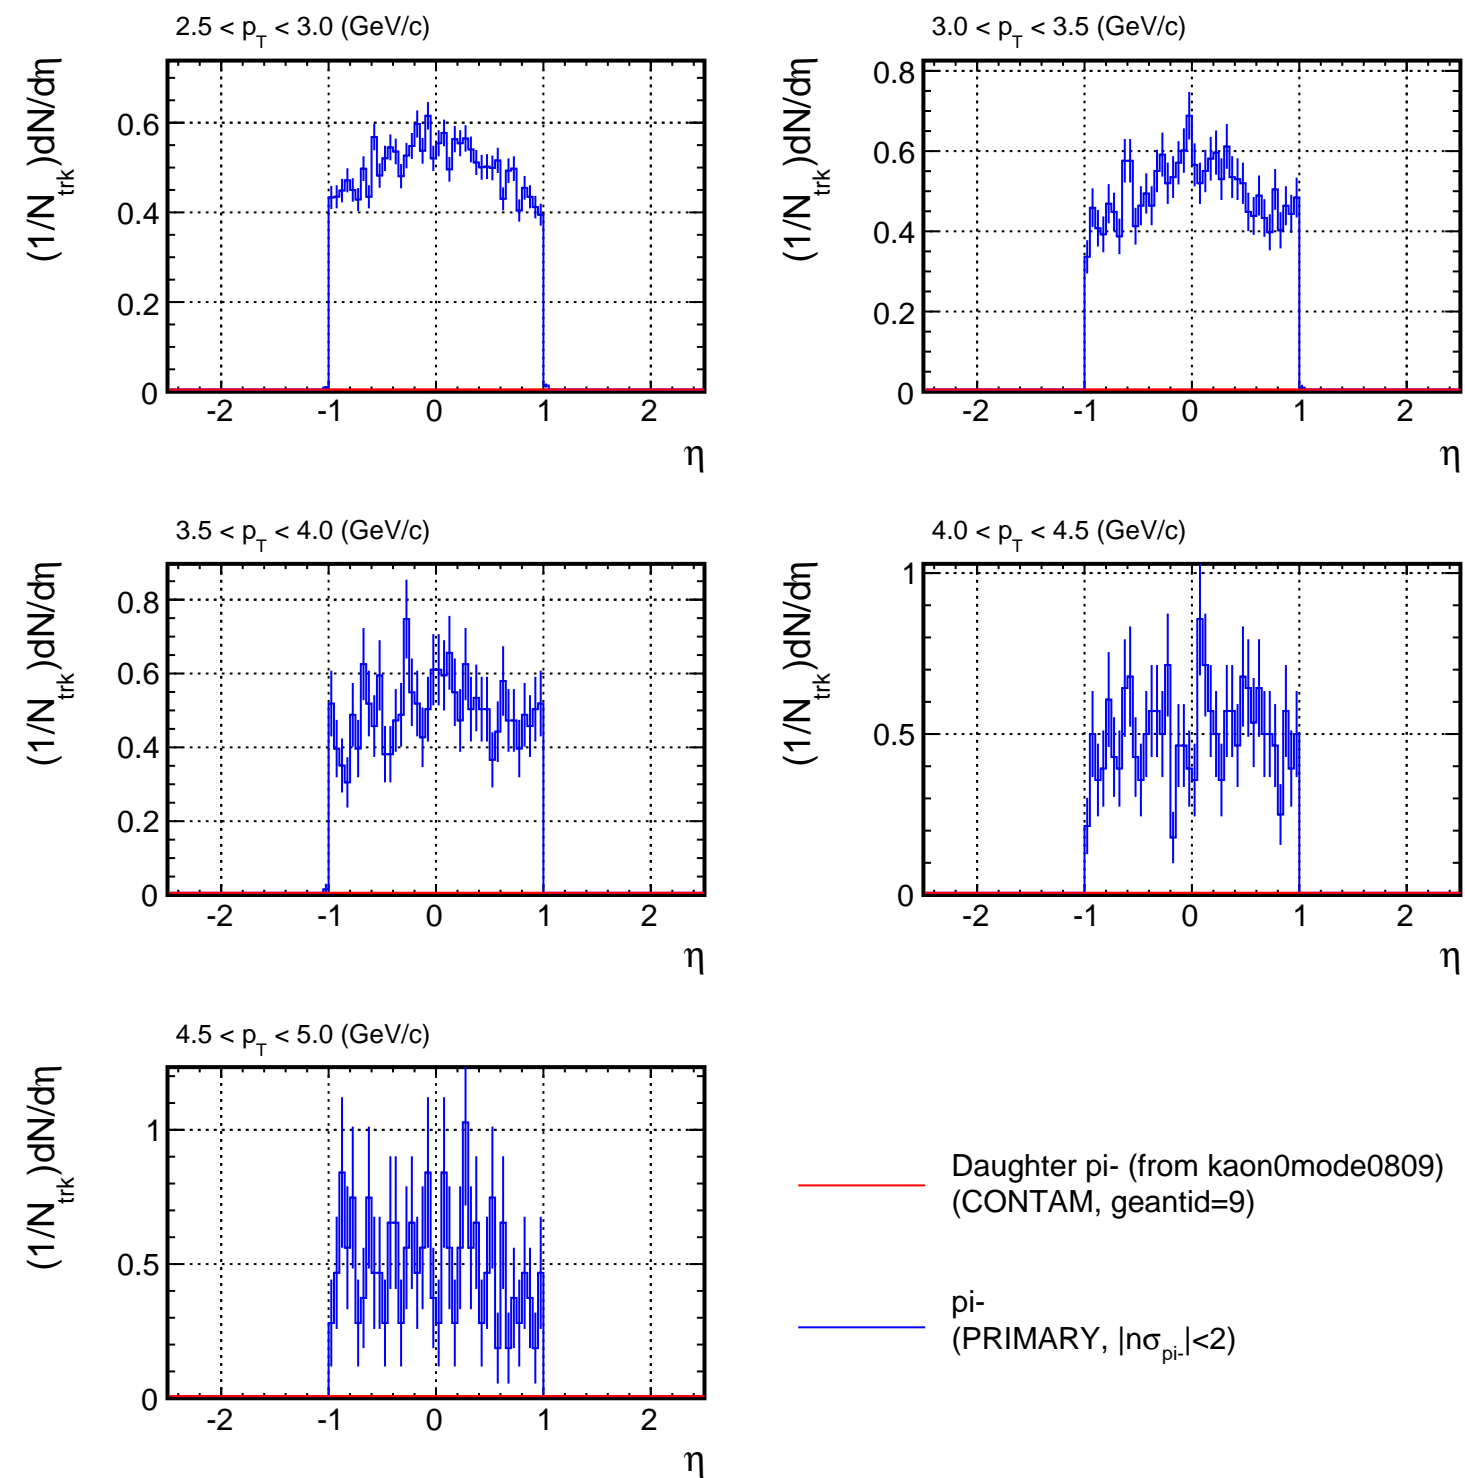 2.5 < p_T < 3.0 (GeV/c)
(1/N_trk)dN/dη
0.6
0.4
0.2
0
-2 -1 0 1 2
η
3.0 < p_T < 3.5 (GeV/c)
(1/N_trk)dN/dη
0.8
0.6
0.4
0.2
0
-2 -1 0 1 2
η
3.5 < p_T < 4.0 (GeV/c)
(1/N_trk)dN/dη
0.8
0.6
0.4
0.2
0
-2 -1 0 1 2
η
4.0 < p_T < 4.5 (GeV/c)
(1/N_trk)dN/dη
1
0.5
0
-2 -1 0 1 2
η
4.5 < p_T < 5.0 (GeV/c)
(1/N_trk)dN/dη
1
0.5
0
-2 -1 0 1 2
η
Daughter pi- (from kaon0mode0809)
(CONTAM, geantid=9)
pi-
(PRIMARY, |nσ_pi-|<2)